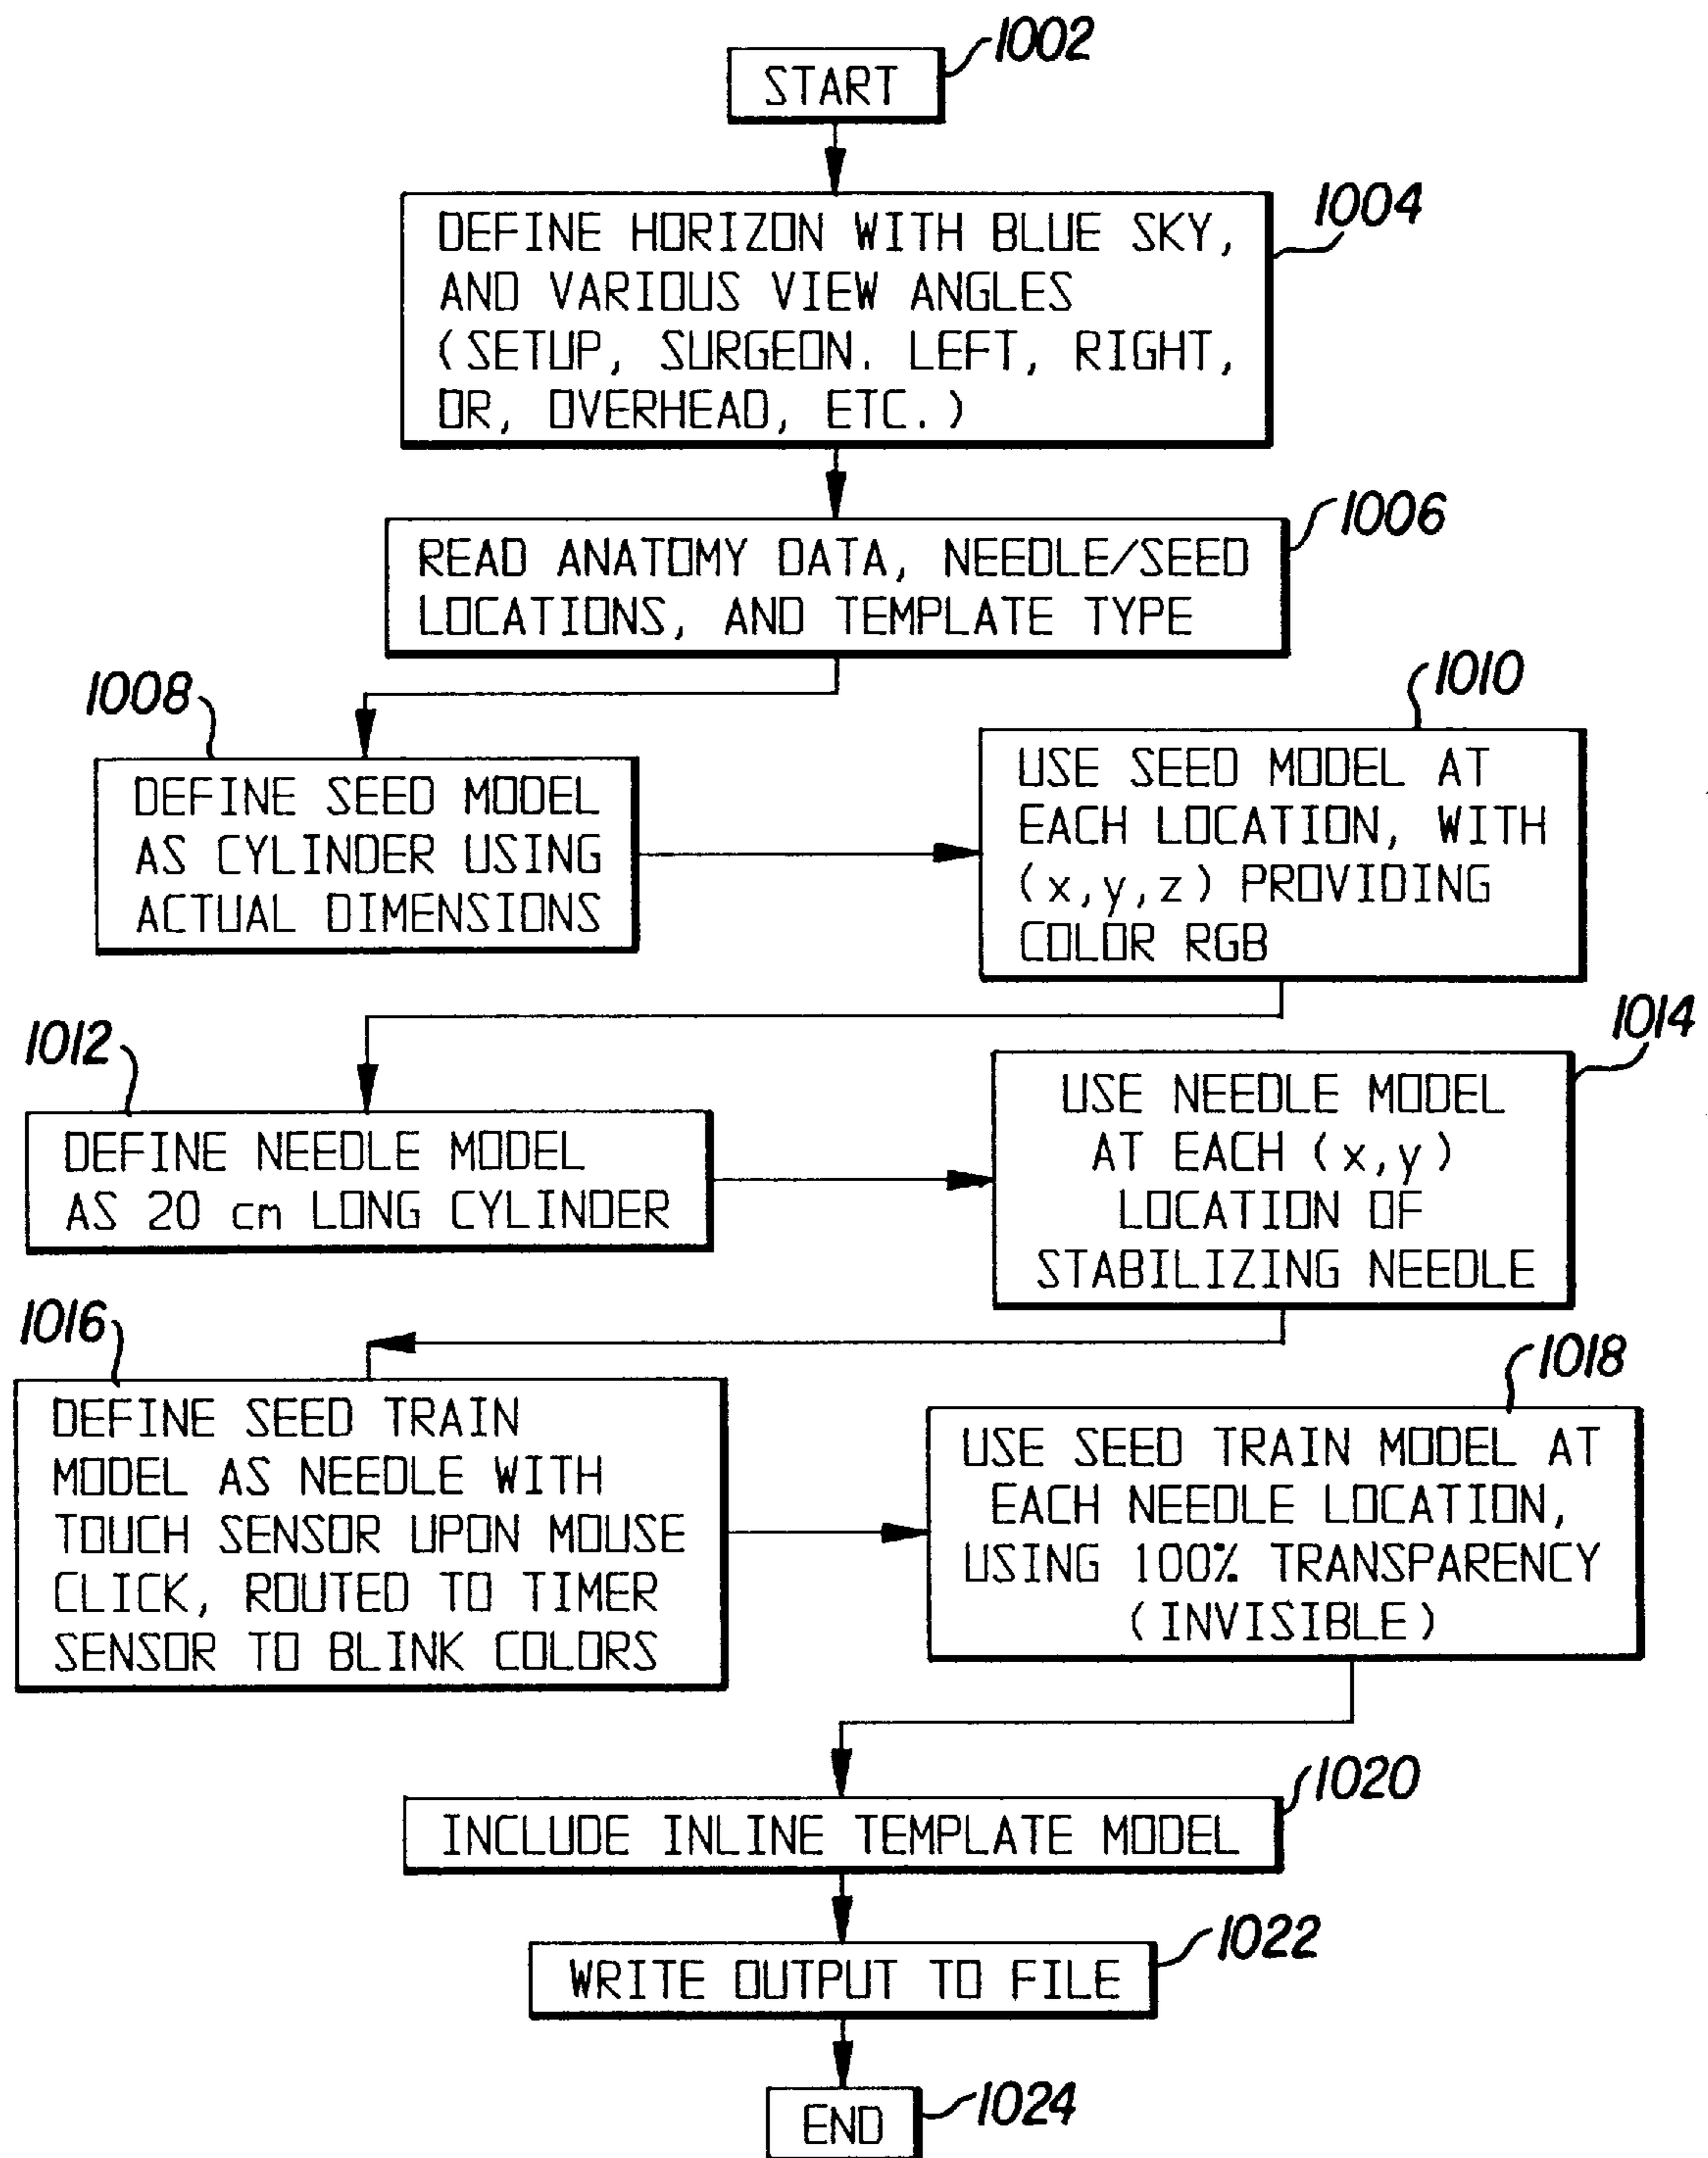 1002
START
1004
DEFINE HORIZON WITH BLUE SKY,
AND VARIOUS VIEW ANGLES
(SETUP, SURGEON. LEFT, RIGHT,
OR, OVERHEAD, ETC.)
1006
READ ANATOMY DATA, NEEDLE/SEED
LOCATIONS, AND TEMPLATE TYPE
1008
DEFINE SEED MODEL
AS CYLINDER USING
ACTUAL DIMENSIONS
1010
USE SEED MODEL AT
EACH LOCATION, WITH
(x,y,z) PROVIDING
COLOR RGB
1012
DEFINE NEEDLE MODEL
AS 20 cm LONG CYLINDER
1014
USE NEEDLE MODEL
AT EACH (x,y)
LOCATION OF
STABILIZING NEEDLE
1016
DEFINE SEED TRAIN
MODEL AS NEEDLE WITH
TOUCH SENSOR UPON MOUSE
CLICK, ROUTED TO TIMER
SENSOR TO BLINK COLORS
1018
USE SEED TRAIN MODEL AT
EACH NEEDLE LOCATION,
USING 100% TRANSPARENCY
(INVISIBLE)
1020
INCLUDE INLINE TEMPLATE MODEL
1022
WRITE OUTPUT TO FILE
1024
END